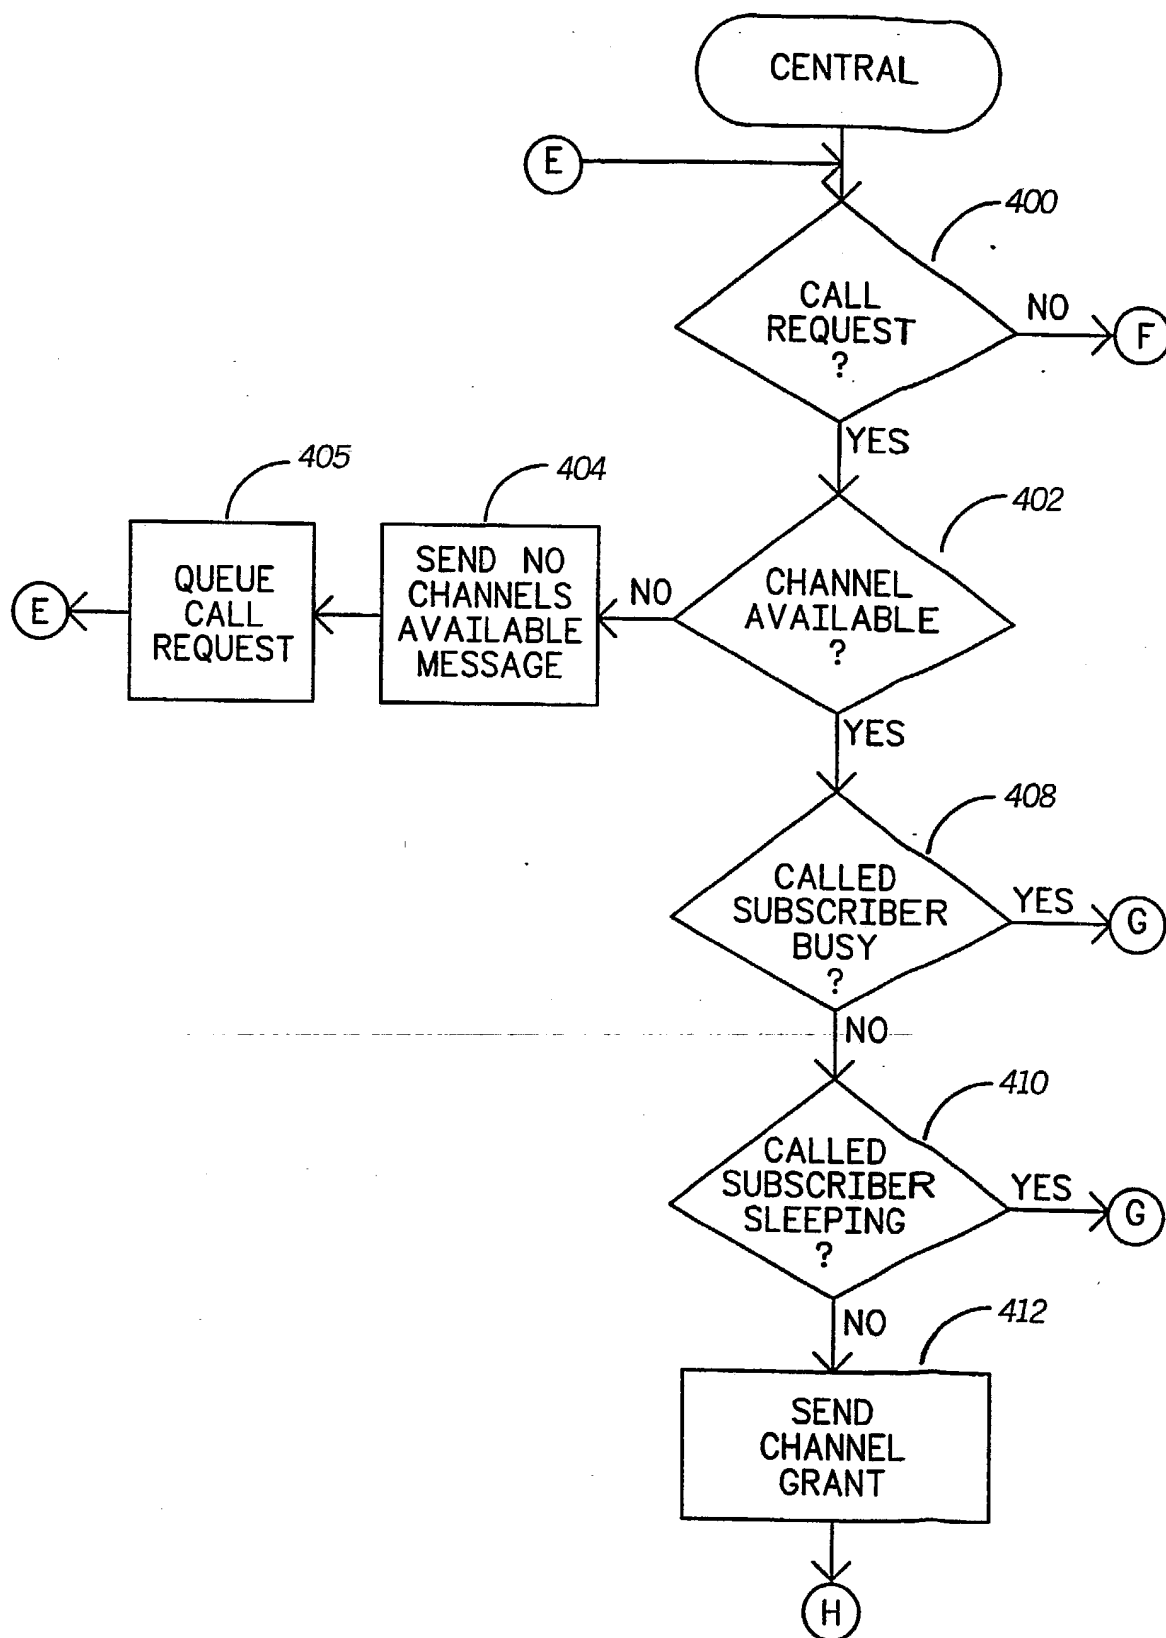 CENTRAL
E
400
CALL
REQUEST
?
NO
F
YES
405
404
402
E
QUEUE
CALL
REQUEST
SEND NO
CHANNELS
AVAILABLE
MESSAGE
NO
CHANNEL
AVAILABLE
?
YES
408
CALLED
SUBSCRIBER
BUSY
?
YES
G
NO
410
CALLED
SUBSCRIBER
SLEEPING
?
YES
G
NO
412
SEND
CHANNEL
GRANT
H